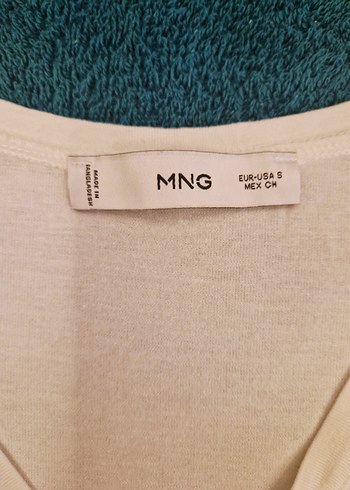 MADE IN
BANGLADESH
MNG
EUR-USA S
MEX CH